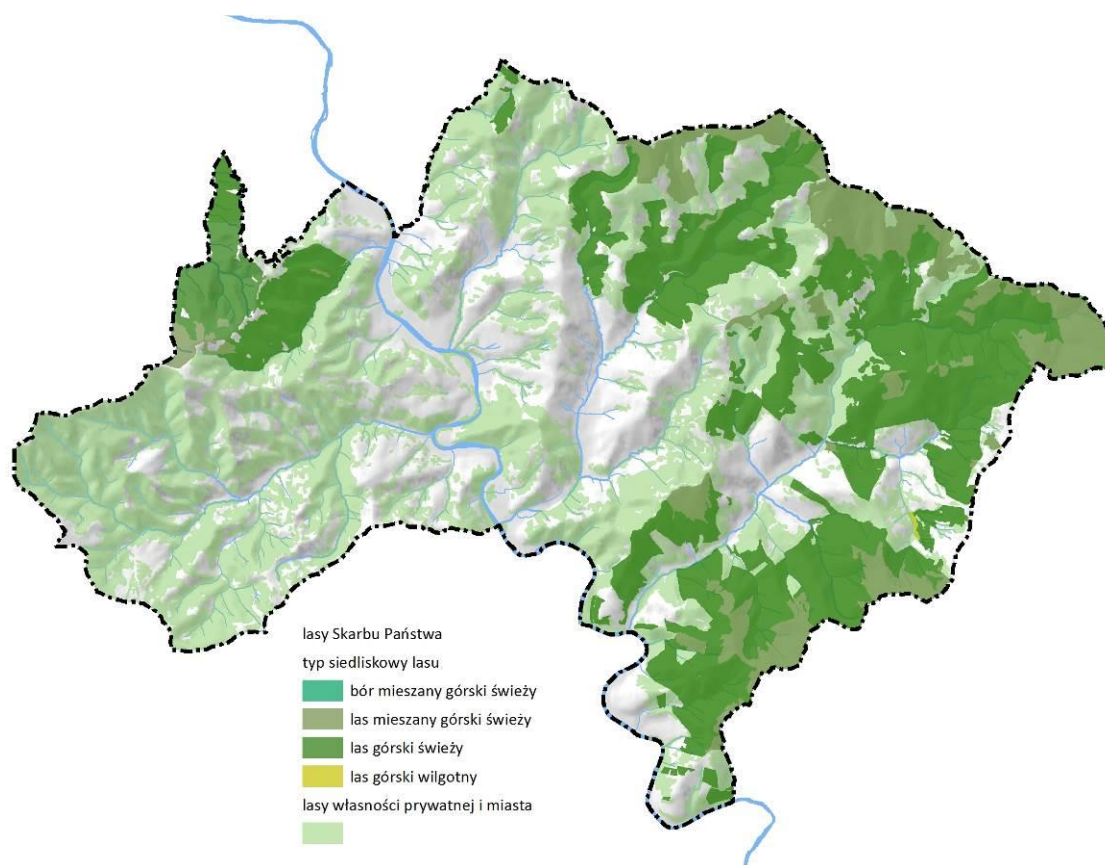 lasy Skarbu Państwa
typ siedliskowy lasu
bór mieszany górski świeży
las mieszany górski świeży
las górski świeży
las górski wilgotny
lasy własności prywatnej i miasta